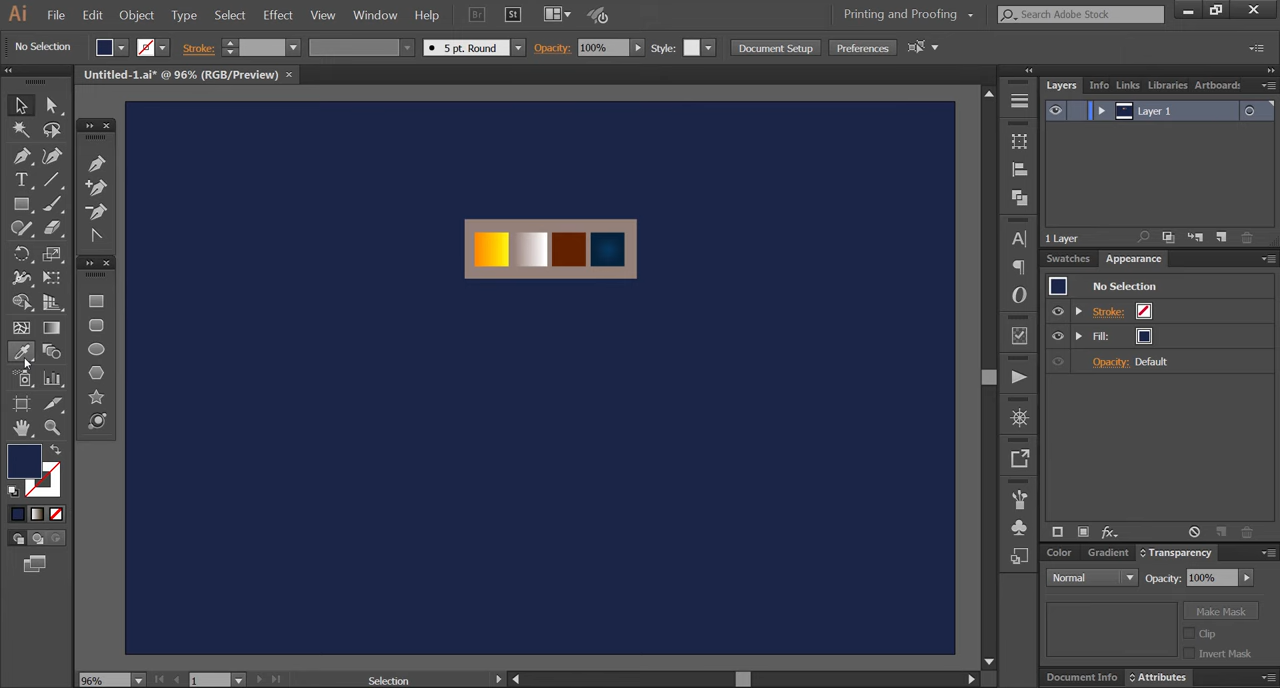 Ai File Edit Object Type Select Effect View Window Help Br St Printing and Proofing Search Adobe Stock
No Selection Stroke: 5 pt. Round Opacity: 100% Style: Document Setup Preferences
Untitled-1.ai* @ 96% (RGB/Preview) ×
Layers Info Links Libraries Artboards
Layer 1
1 Layer
Swatches Appearance
No Selection
Stroke:
Fill:
Opacity: Default
fx
Color Gradient Transparency
Normal Opacity: 100%
Make Mask
Clip
Invert Mask
96% 1 Selection
Document Info Attributes